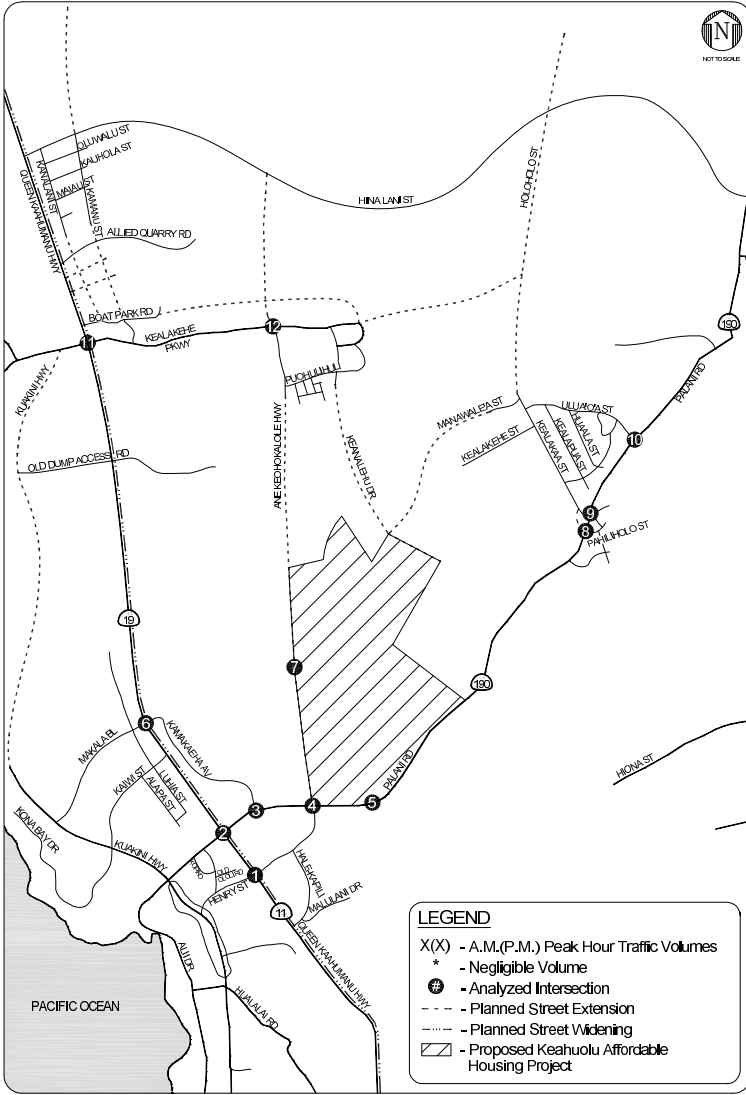 N
NOT TO SCALE
OLUWALU ST
KAUHOLA ST
MAIAU ST
KANALANI ST
KAMANU ST
QUEEN KAAHUMANU HWY
ALLIED QUARRY RD
HINA LANI ST
HOLOHOLO ST
BOAT PARK RD
KEALAKEHE
PKWY
11
12
190
KUAKINI HWY
PUOHULIHULI
PALANI RD
MANAWALE'A ST
ULUAO'A ST
KEALAKEHE ST
KEALAKAA ST
KEALAPUA ST
HUAALA ST
10
OLD DUMP ACCESS RD
ANE KEOHOKALOLE HWY
KEANALEHU DR
9
8
PAHILIHOLO ST
19
7
190
6
MAKALA BL
KAMAKAEHA AV
KAIWI ST
LUHIA ST
ALAPA ST
PALANI RD
HIONA ST
KONA BAY DR
3
4
5
2
KUAKINI HWY
HENRY ST
1
HALEKAPILI
MALULANI DR
11
QUEEN KAAHUMANU HWY
ALII DR
HUALALAI RD
PACIFIC OCEAN
LEGEND
X(X) - A.M.(P.M.) Peak Hour Traffic Volumes
* - Negligible Volume
# - Analyzed Intersection
- Planned Street Extension
- Planned Street Widening
- Proposed Keahuolu Affordable
Housing Project